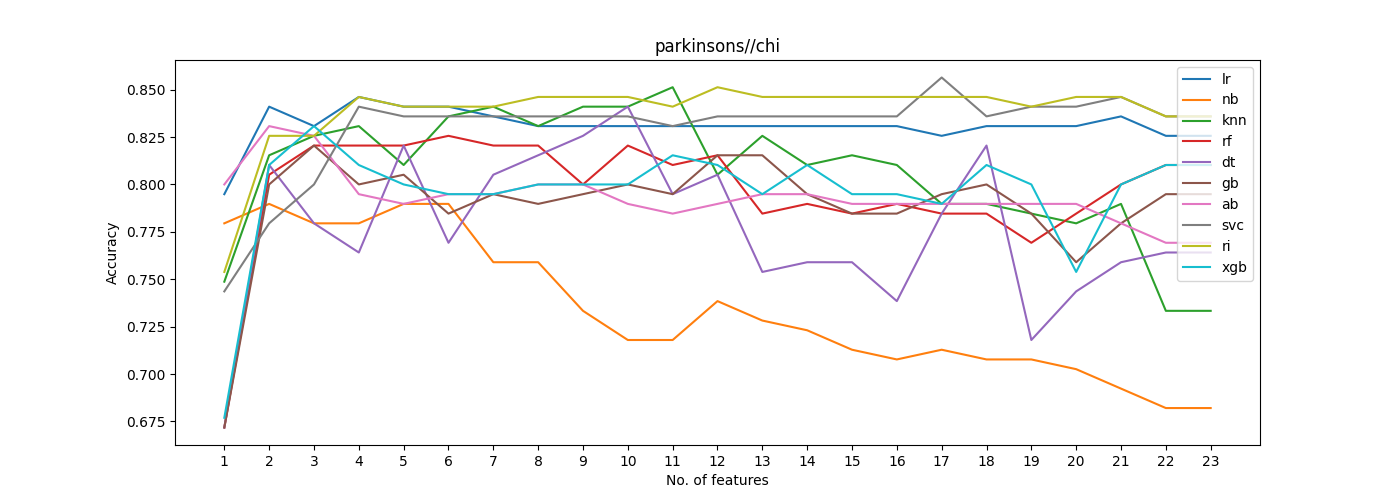 parkinsons//chi
Accuracy
0.850
0.825
0.800
0.775
0.750
0.725
0.700
0.675
lr
nb
knn
rf
dt
gb
ab
svc
ri
xgb
1 2 3 4 5 6 7 8 9 10 11 12 13 14 15 16 17 18 19 20 21 22 23
No. of features